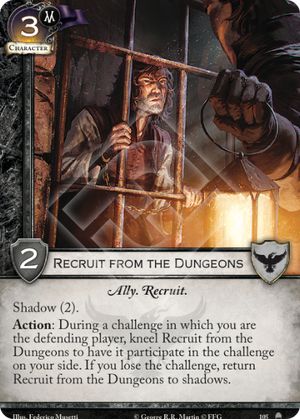 3
Character
2
Recruit from the Dungeons
Ally. Recruit.
Shadow (2).
Action: During a challenge in which you are
the defending player, kneel Recruit from the
Dungeons to have it participate in the challenge
on your side. If you lose the challenge, return
Recruit from the Dungeons to shadows.
Illus. Federico Musetti
© George R.R. Martin © FFG
105